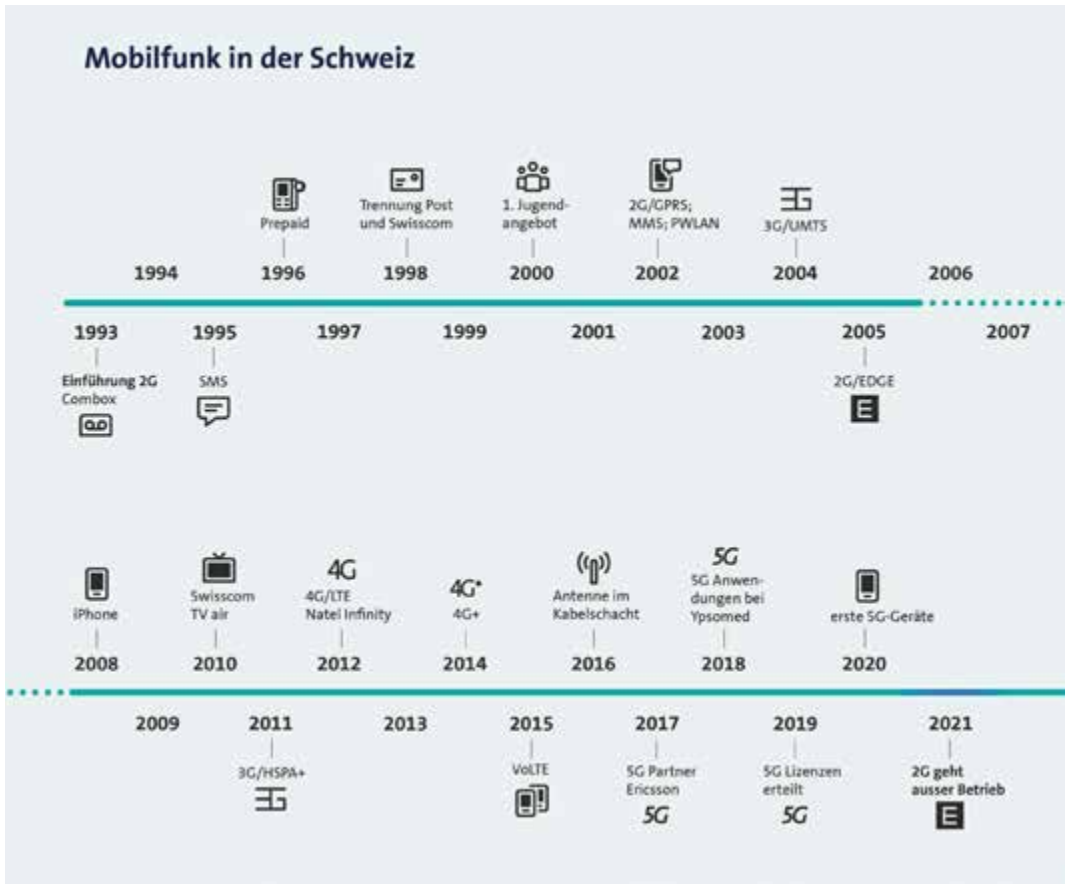 Mobilfunk in der Schweiz
Prepaid
Trennung Post
und Swisscom
1. Jugend-
angebot
2G/GPRS;
MMS; PWLAN
3G
3G/UMTS
1994
1996
1998
2000
2002
2004
2006
1993
1995
1997
1999
2001
2003
2005
2007
Einführung 2G
Combox
SMS
2G/EDGE
E
iPhone
Swisscom
TV air
4G
4G/LTE
Natel Infinity
4G+
4G+
Antenne im
Kabelschacht
5G
5G Anwen-
dungen bei
Ypsomed
erste 5G-Geräte
2008
2010
2012
2014
2016
2018
2020
2009
2011
2013
2015
2017
2019
2021
3G/HSPA+
3G
VoLTE
5G Partner
Ericsson
5G
5G Lizenzen
erteilt
5G
2G geht
ausser Betrieb
E